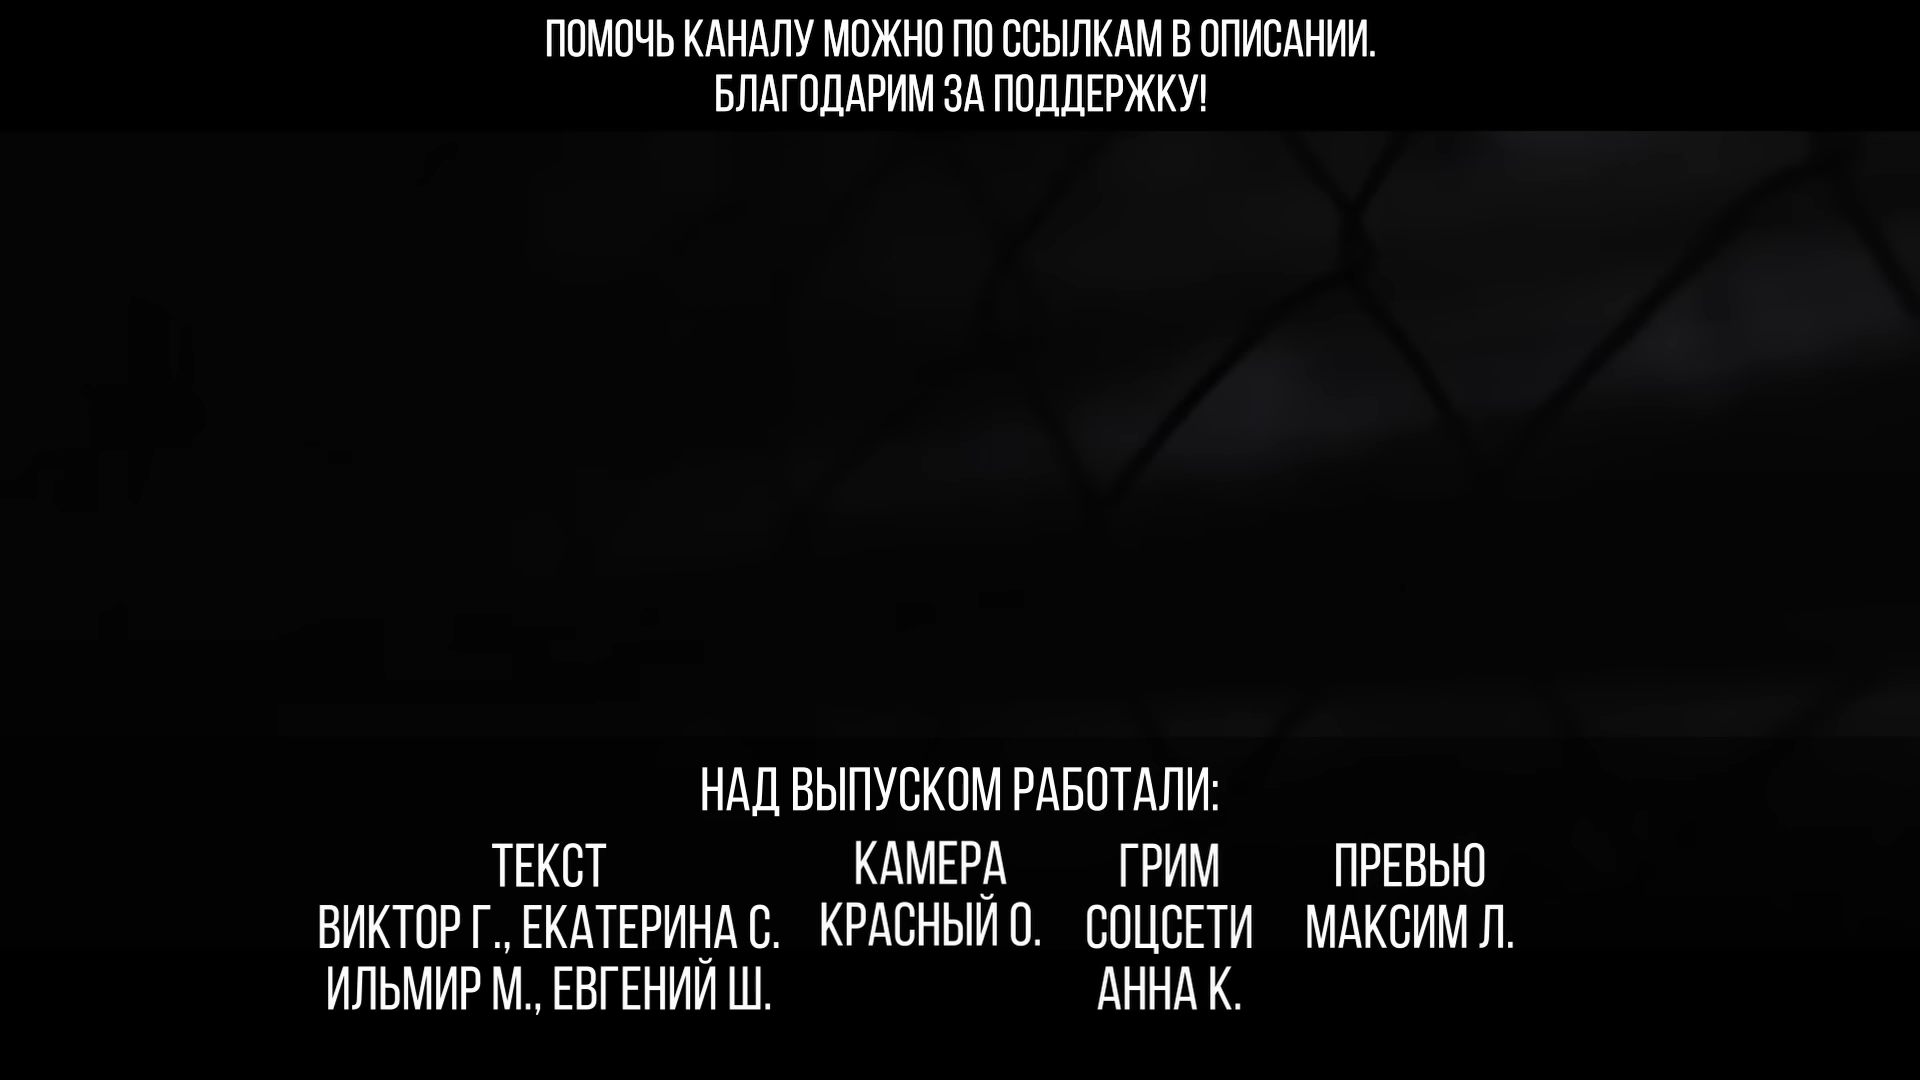 ПОМОЧЬ КАНАЛУ МОЖНО ПО ССЫЛКАМ В ОПИСАНИИ.
БЛАГОДАРИМ ЗА ПОДДЕРЖКУ!
НАД ВЫПУСКОМ РАБОТАЛИ:
ТЕКСТ
ВИКТОР Г., ЕКАТЕРИНА С.
ИЛЬМИР М., ЕВГЕНИЙ Ш.
КАМЕРА
КРАСНЫЙ О.
ГРИМ
СОЦСЕТИ
АННА К.
ПРЕВЬЮ
МАКСИМ Л.